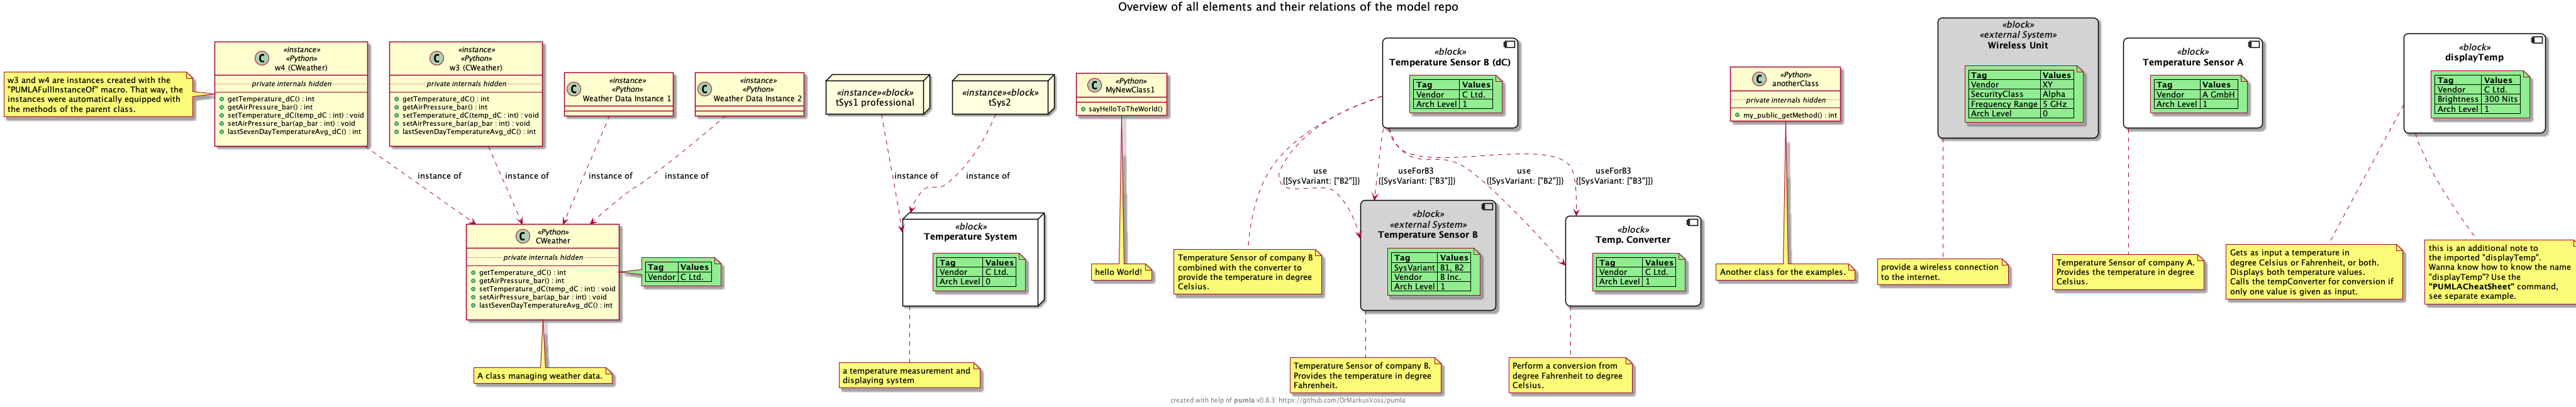 Overview of all elements and their relations of the model repo
w3 and w4 are instances created with the
"PUMLAFullInstanceOf" macro. That way, the
instances were automatically equipped with
the methods of the parent class.
«instance»
«Python»
w4 (CWeather)
private internals hidden
getTemperature_dC() : int
getAirPressure_bar() : int
setTemperature_dC(temp_dC : int) : void
setAirPressure_bar(ap_bar : int) : void
lastSevenDayTemperatureAvg_dC() : int
«instance»
«Python»
w3 (CWeather)
private internals hidden
getTemperature_dC() : int
getAirPressure_bar() : int
setTemperature_dC(temp_dC : int) : void
setAirPressure_bar(ap_bar : int) : void
lastSevenDayTemperatureAvg_dC() : int
«instance»
«Python»
Weather Data Instance 1
«instance»
«Python»
Weather Data Instance 2
instance of
instance of
instance of
instance of
«Python»
CWeather
private internals hidden
getTemperature_dC() : int
getAirPressure_bar() : int
setTemperature_dC(temp_dC : int) : void
setAirPressure_bar(ap_bar : int) : void
lastSevenDayTemperatureAvg_dC() : int
Tag Values
Vendor C Ltd.
A class managing weather data.
«instance»«block»
tSys1 professional
«instance»«block»
tSys2
instance of
instance of
«block»
Temperature System
Tag Values
Vendor C Ltd.
Arch Level 0
a temperature measurement and
displaying system
«Python»
MyNewClass1
sayHelloToTheWorld()
hello World!
«block»
Temperature Sensor B (dC)
Tag Values
Vendor C Ltd.
Arch Level 1
use
{[SysVariant: ["B2"]]}
useForB3
{[SysVariant: ["B3"]]}
use
{[SysVariant: ["B2"]]}
useForB3
{[SysVariant: ["B3"]]}
Temperature Sensor of company B
combined with the converter to
provide the temperature in degree
Celsius.
«block»
«external System»
Temperature Sensor B
Tag Values
SysVariant B1, B2
Vendor B Inc.
Arch Level 1
«block»
Temp. Converter
Tag Values
Vendor C Ltd.
Arch Level 1
Temperature Sensor of company B.
Provides the temperature in degree
Fahrenheit.
Perform a conversion from
degree Fahrenheit to degree
Celsius.
«Python»
anotherClass
private internals hidden
my_public_getMethod() : int
Another class for the examples.
«block»
«external System»
Wireless Unit
Tag Values
Vendor XY
SecurityClass Alpha
Frequency Range 5 GHz
Arch Level 0
provide a wireless connection
to the internet.
«block»
Temperature Sensor A
Tag Values
Vendor A GmbH
Arch Level 1
Temperature Sensor of company A.
Provides the temperature in degree
Celsius.
«block»
displayTemp
Tag Values
Vendor C Ltd.
Brightness 300 Nits
Arch Level 1
Gets as input a temperature in
degree Celsius or Fahrenheit, or both.
Displays both temperature values.
Calls the tempConverter for conversion if
only one value is given as input.
this is an additional note to
the imported "displayTemp".
Wanna know how to know the name
"displayTemp"? Use the
"PUMLACheatSheet" command,
see separate example.
created with help of pumla v0.8.3: https://github.com/DrMarkusVoss/pumla